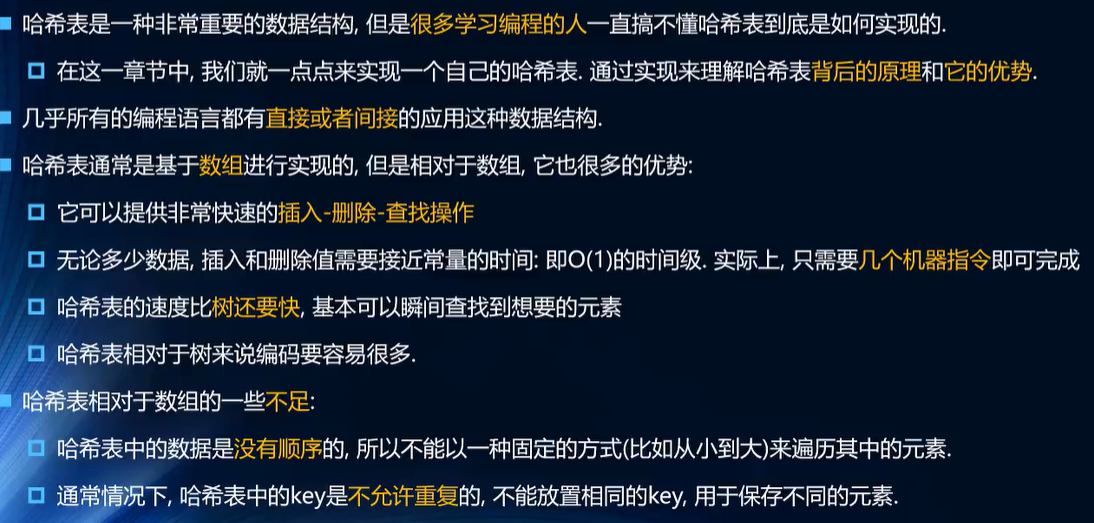 哈希表是一种非常重要的数据结构, 但是很多学习编程的人一直搞不懂哈希表到底是如何实现的.
在这一章节中, 我们就一点点来实现一个自己的哈希表. 通过实现来理解哈希表背后的原理和它的优势.
几乎所有的编程语言都有直接或者间接的应用这种数据结构.
哈希表通常是基于数组进行实现的, 但是相对于数组, 它也很多的优势:
它可以提供非常快速的插入-删除-查找操作
无论多少数据, 插入和删除值需要接近常量的时间: 即O(1)的时间级. 实际上, 只需要几个机器指令即可完成
哈希表的速度比树还要快, 基本可以瞬间查找到想要的元素
哈希表相对于树来说编码要容易很多.
哈希表相对于数组的一些不足:
哈希表中的数据是没有顺序的, 所以不能以一种固定的方式(比如从小到大)来遍历其中的元素.
通常情况下, 哈希表中的key是不允许重复的, 不能放置相同的key, 用于保存不同的元素.